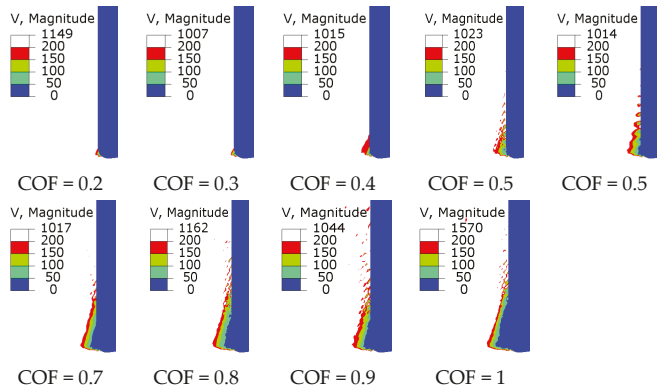 V, Magnitude V, Magnitude V, Magnitude V, Magnitude V, Magnitude
1149 1007 1015 1023 1014
200 200 200 200 200
150 150 150 150 150
100 100 100 100 100
50 50 50 50 50
0 0 0 0 0
COF = 0.2 COF = 0.3 COF = 0.4 COF = 0.5 COF = 0.5
V, Magnitude V, Magnitude V, Magnitude V, Magnitude
1017 1162 1044 1570
200 200 200 200
150 150 150 150
100 100 100 100
50 50 50 50
0 0 0 0
COF = 0.7 COF = 0.8 COF = 0.9 COF = 1